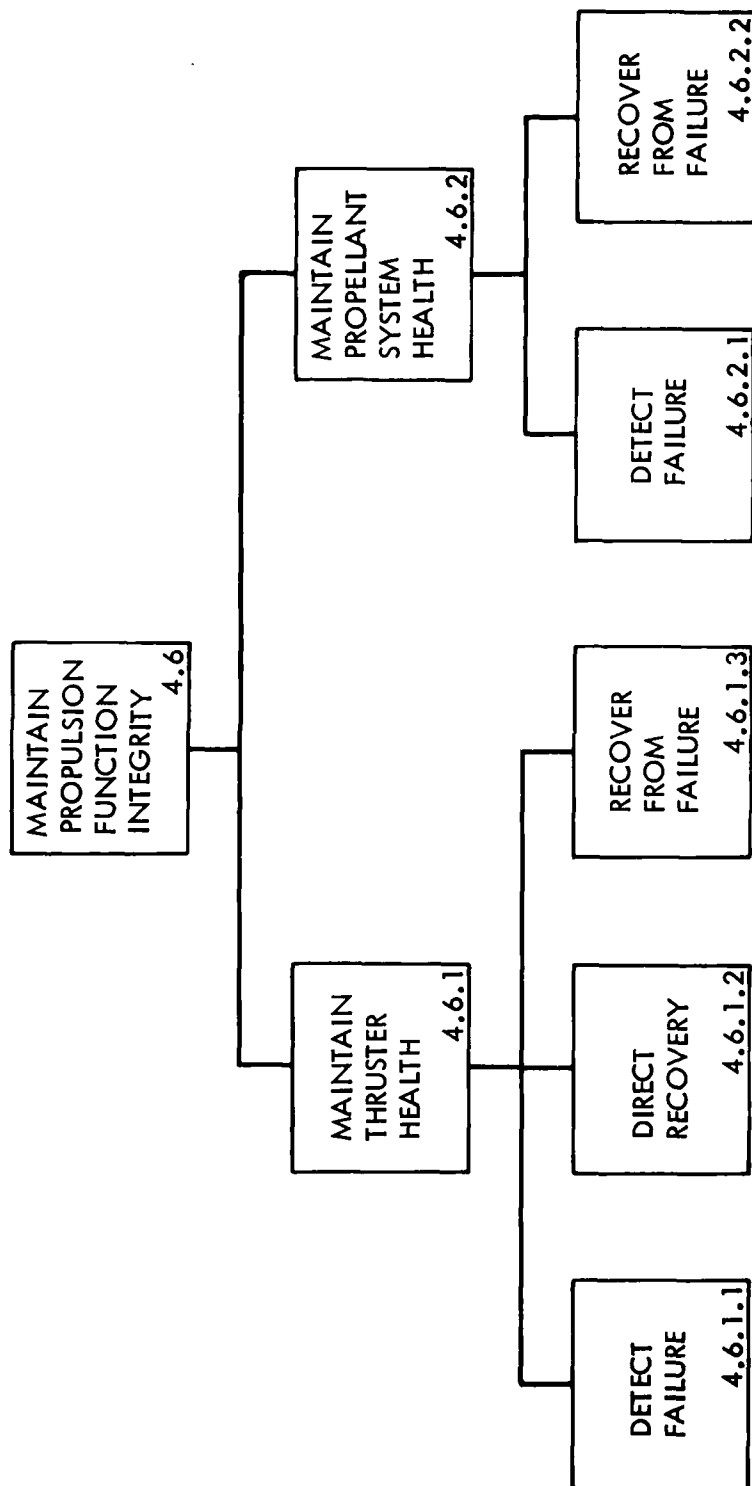 MAINTAIN
PROPULSION
FUNCTION
INTEGRITY
4.6
MAINTAIN
THRUSTER
HEALTH
4.6.1
MAINTAIN
PROPELLANT
SYSTEM
HEALTH
4.6.2
DETECT
FAILURE
4.6.1.1
DIRECT
RECOVERY
4.6.1.2
RECOVER
FROM
FAILURE
4.6.1.3
DETECT
FAILURE
4.6.2.1
RECOVER
FROM
FAILURE
4.6.2.2